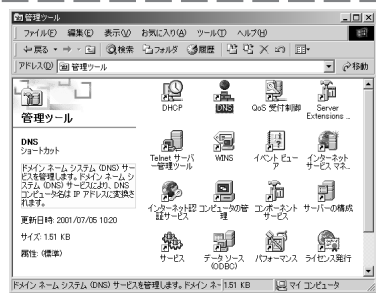 管理ツール
ファイル(F) 編集(E) 表示(V) お気に入り(A) ツール(T) ヘルプ(H)
戻る 検索 フォルダ 履歴
アドレス(D) 管理ツール 移動
管理ツール
DNS
ショートカット
ドメイン ネーム システム (DNS) サー
ビスを管理します。ドメイン ネーム シ
ステム (DNS) サービスにより、DNS
コンピュータ名は IP アドレスに変換さ
れます。
更新日時: 2001/07/05 10:20
サイズ: 1.51 KB
属性: (標準)
DHCP
DNS
QoS 受付制御
Server
Extensions ...
Telnet サーバ
ー管理ツール
WINS
イベント ビュー
ア
インターネット
サービス マネ...
インターネット認
証サービス
コンピュータの管
理
コンポーネント
サービス
サーバーの構成
サービス
データ ソース
(ODBC)
パフォーマンス
ライセンス発行
ドメイン ネーム システム (DNS) サービスを管理します。ドメイン ネー 1.51 KB マイ コンピュータ